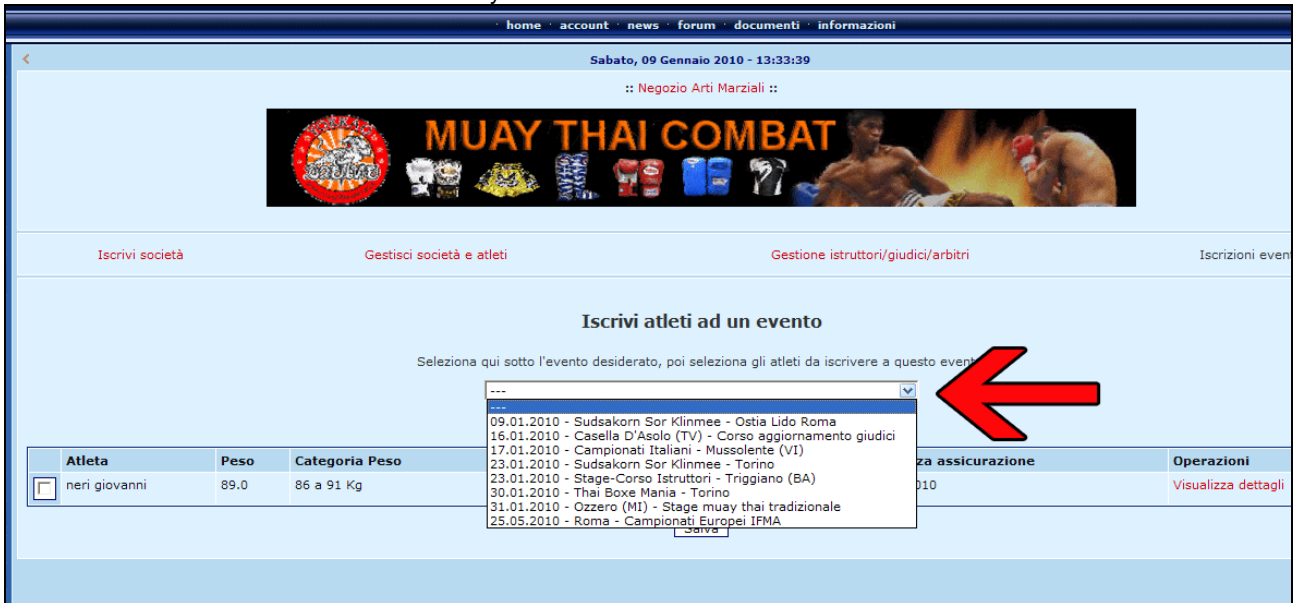 · home · account · news · forum · documenti · informazioni
Sabato, 09 Gennaio 2010 - 13:33:39
:: Negozio Arti Marziali ::
MUAY THAI COMBAT
Iscrivi società Gestisci società e atleti Gestione istruttori/giudici/arbitri Iscrizioni even
Iscrivi atleti ad un evento
Seleziona qui sotto l'evento desiderato, poi seleziona gli atleti da iscrivere a questo event
---
---
09.01.2010 - Sudsakorn Sor Klinmee - Ostia Lido Roma
16.01.2010 - Casella D'Asolo (TV) - Corso aggiornamento giudici
17.01.2010 - Campionati Italiani - Mussolente (VI)
23.01.2010 - Sudsakorn Sor Klinmee - Torino
23.01.2010 - Stage-Corso Istruttori - Triggiano (BA)
30.01.2010 - Thai Boxe Mania - Torino
31.01.2010 - Ozzero (MI) - Stage muay thai tradizionale
25.05.2010 - Roma - Campionati Europei IFMA
Atleta Peso Categoria Peso za assicurazione Operazioni
neri giovanni 89.0 86 a 91 Kg 010 Visualizza dettagli
Salva